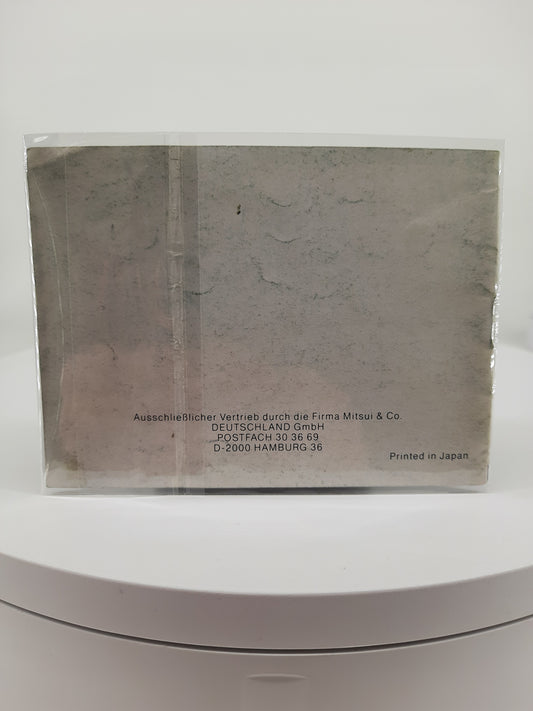 Ausschließlicher Vertrieb durch die Firma Mitsui & Co.
DEUTSCHLAND GmbH
POSTFACH 30 36 69
D-2000 HAMBURG 36
Printed in Japan